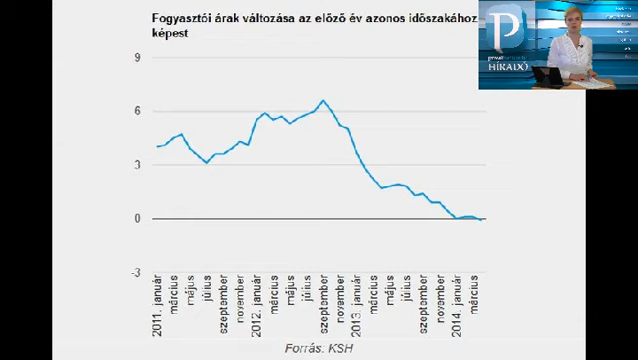 Fogyasztói árak változása az előző év azonos időszakához
képest
9
6
3
0
-3
2011. január
március
május
július
szeptember
november
2012. január
március
május
július
szeptember
november
2013. január
március
május
július
szeptember
november
2014. január
március
Forrás: KSH
P
HÍRADÓ